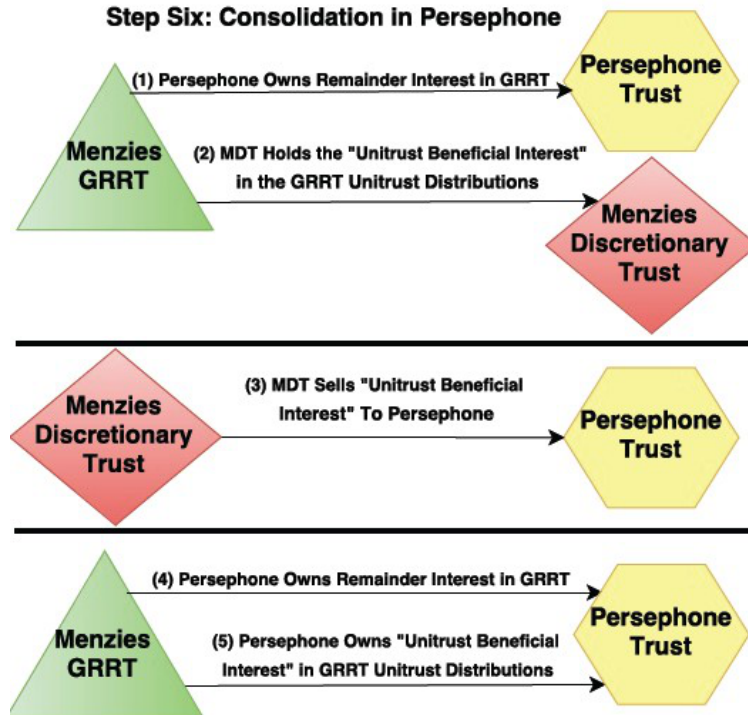 Step Six: Consolidation in Persephone
(1) Persephone Owns Remainder Interest in GRRT
Persephone
Trust
Menzies
GRRT
(2) MDT Holds the "Unitrust Beneficial Interest"
in the GRRT Unitrust Distributions
Menzies
Discretionary
Trust
Menzies
Discretionary
Trust
(3) MDT Sells "Unitrust Beneficial
Interest" To Persephone
Persephone
Trust
Menzies
GRRT
(4) Persephone Owns Remainder Interest in GRRT
(5) Persephone Owns "Unitrust Beneficial
Interest" in GRRT Unitrust Distributions
Persephone
Trust